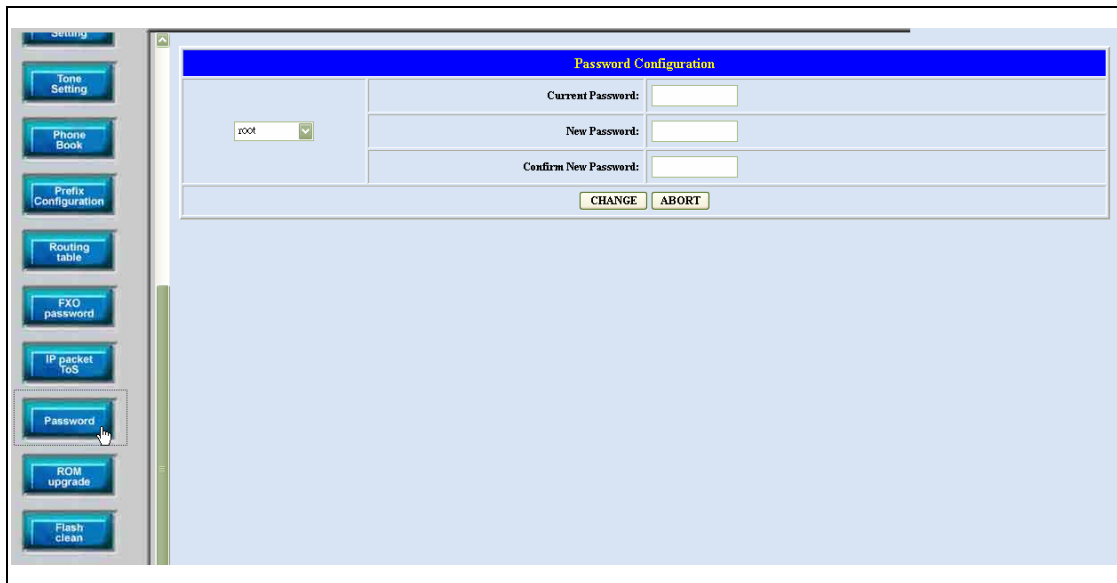 Setting
Tone
Setting
Phone
Book
Prefix
Configuration
Routing
table
FXO
password
IP packet
ToS
Password
ROM
upgrade
Flash
clean
Password Configuration
root
Current Password:
New Password:
Confirm New Password:
CHANGE ABORT